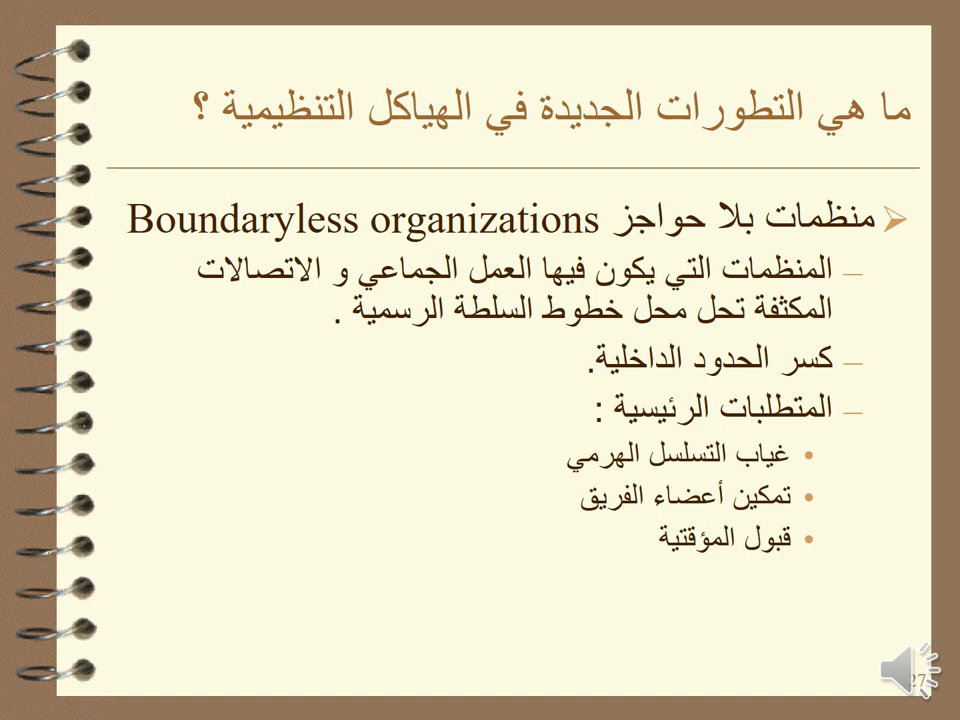 ما هي التطورات الجديدة في الهياكل التنظيمية ؟
منظمات بلا حواجز Boundaryless organizations
– المنظمات التي يكون فيها العمل الجماعي و الاتصالات
المكثفة تحل محل خطوط السلطة الرسمية .
– كسر الحدود الداخلية.
– المتطلبات الرئيسية :
• غياب التسلسل الهرمي
• تمكين أعضاء الفريق
• قبول المؤقتية
27